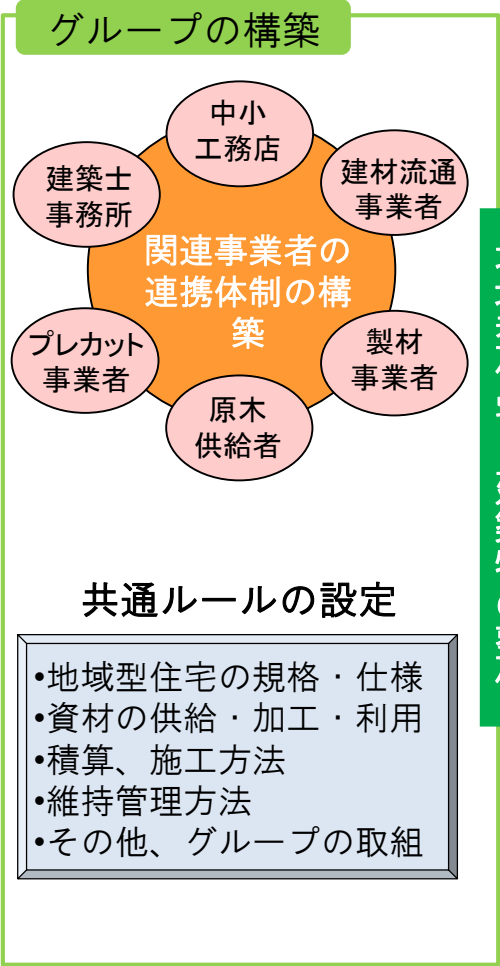 グループの構築
中小
工務店
建築士
事務所
建材流通
事業者
関連事業者の
連携体制の構
築
プレカット
事業者
製材
事業者
原木
供給者
共通ルールの設定
•地域型住宅の規格・仕様
•資材の供給・加工・利用
•積算、施工方法
•維持管理方法
•その他、グループの取組